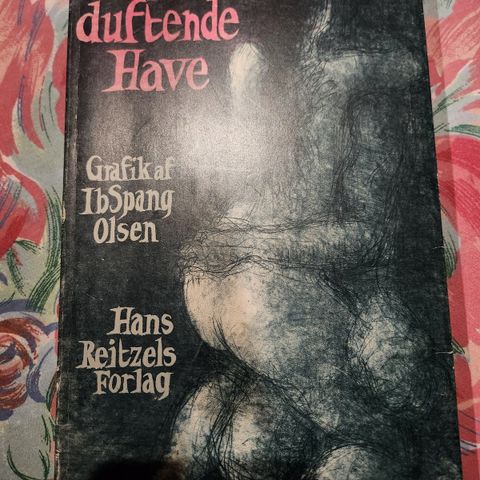 duftende
Have
Grafik af
Ib Spang
Olsen
Hans
Reitzels
Forlag